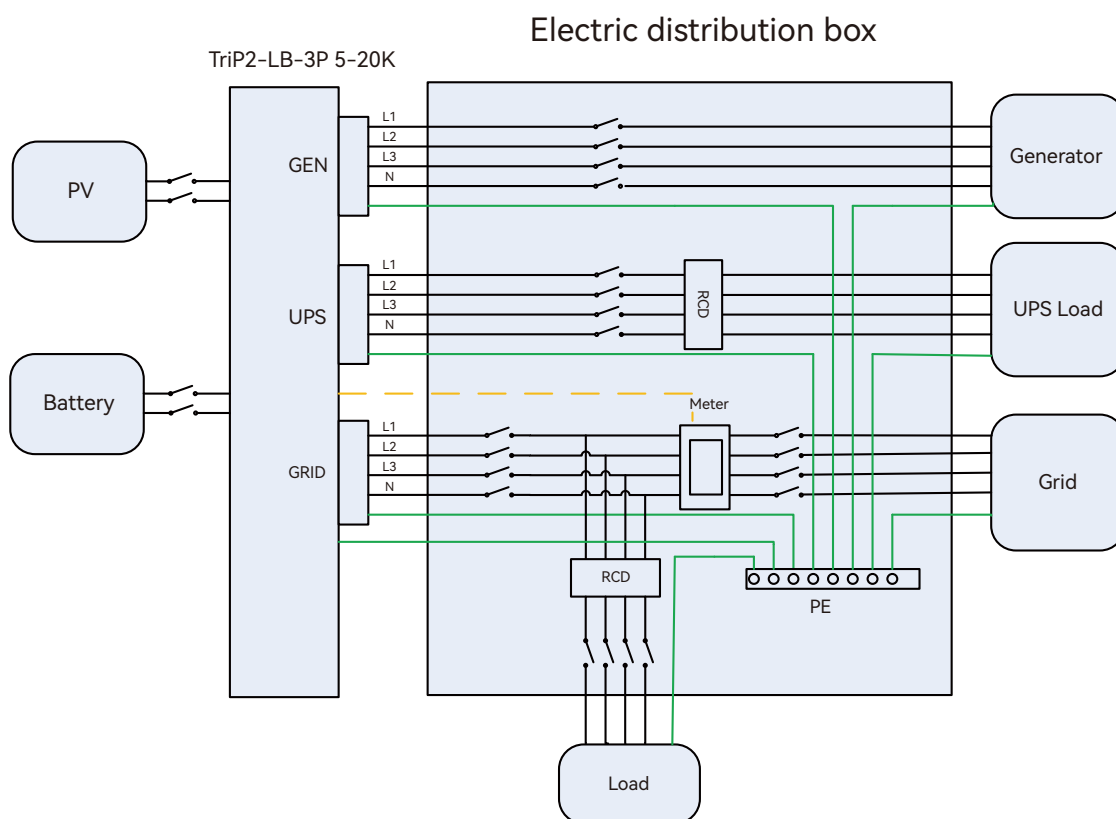 Electric distribution box
TriP2-LB-3P 5-20K
L1
L2
L3
N
GEN
Generator
PV
L1
L2
L3
N
UPS
RCD
UPS Load
Battery
Meter
L1
L2
L3
N
GRID
Grid
RCD
PE
Load